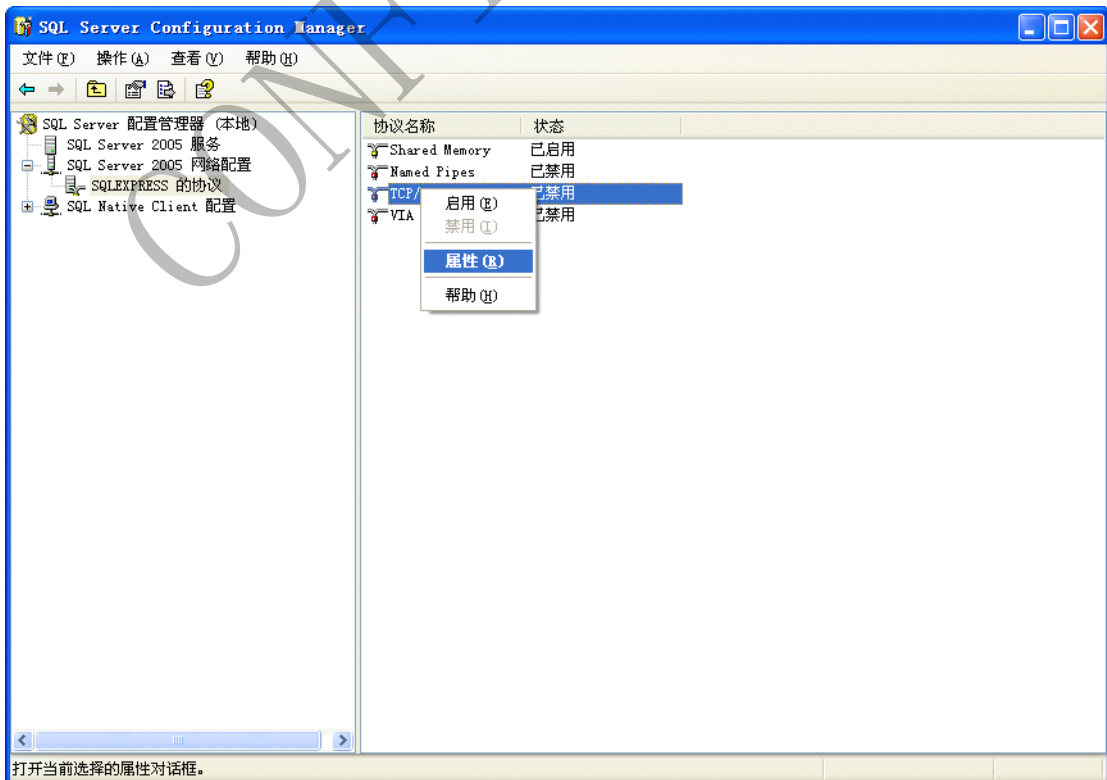 SQL Server Configuration Manager
文件(F) 操作(A) 查看(V) 帮助(H)
SQL Server 配置管理器 (本地)
SQL Server 2005 服务
SQL Server 2005 网络配置
SQLEXPRESS 的协议
SQL Native Client 配置
协议名称 状态
Shared Memory 已启用
Named Pipes 已禁用
TCP/ 已禁用
VIA 已禁用
启用(E)
禁用(I)
属性(R)
帮助(H)
打开当前选择的属性对话框。